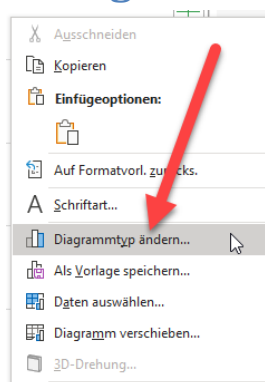 Ausschneiden
Kopieren
Einfügeoptionen:
Auf Formatvorl. zurücks.
Schriftart...
Diagrammtyp ändern...
Als Vorlage speichern...
Daten auswählen...
Diagramm verschieben...
3D-Drehung...